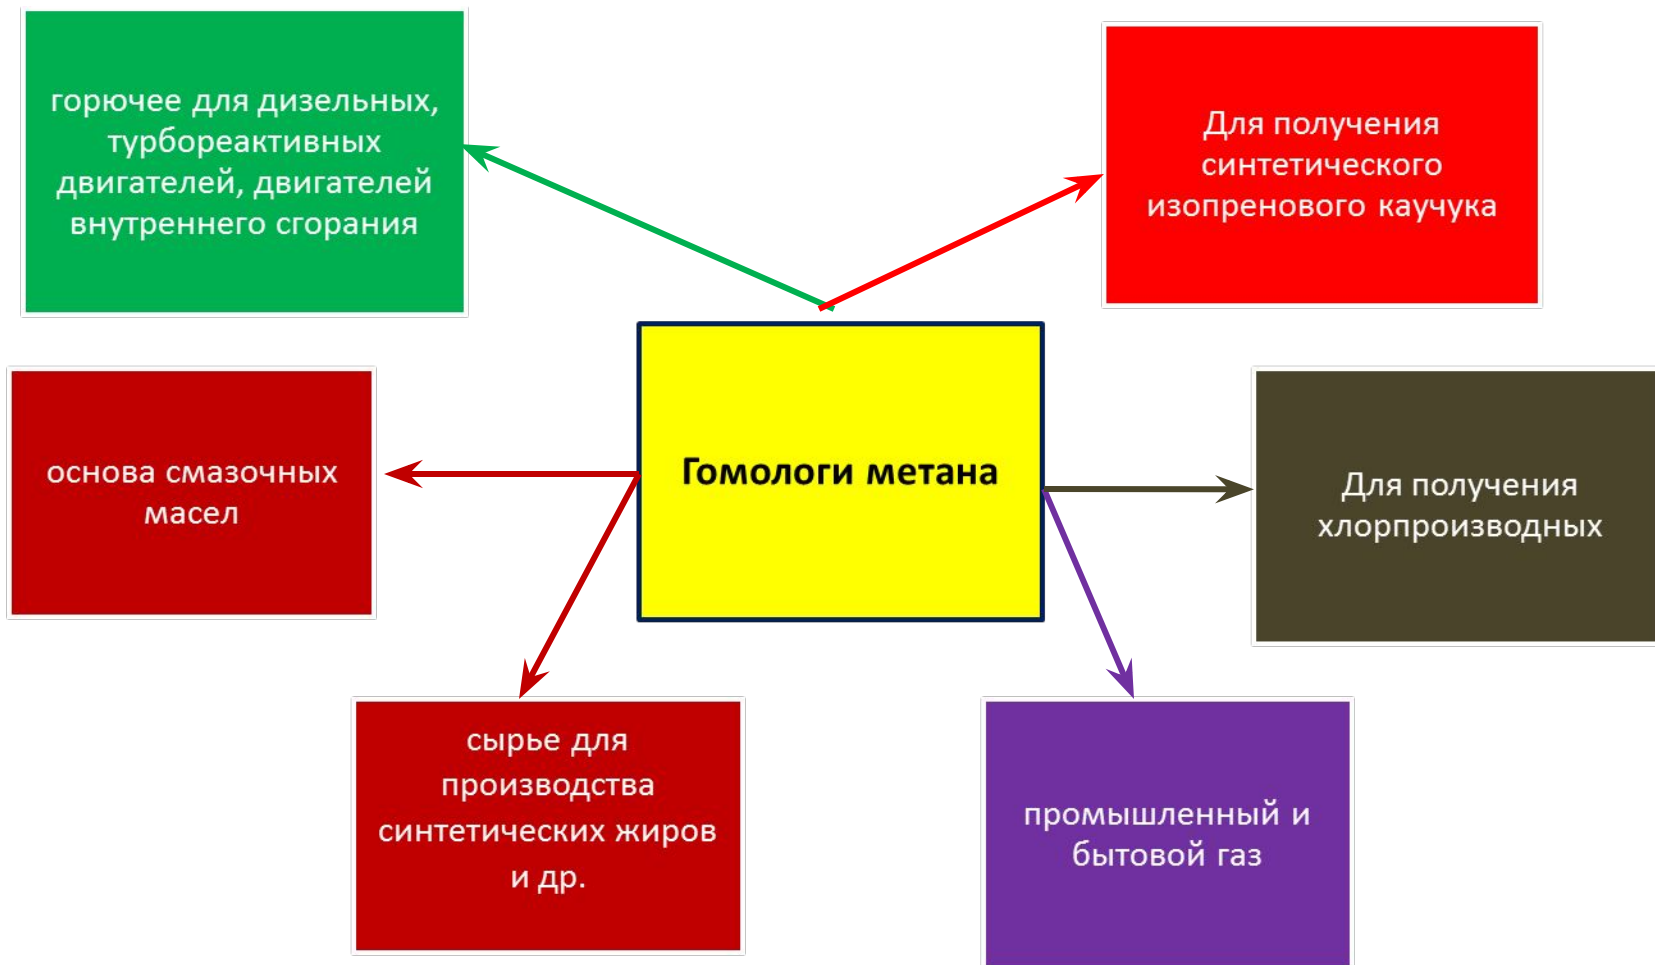 горючее для дизельных,
турбореактивных
двигателей, двигателей
внутреннего сгорания
Для получения
синтетического
изопренового каучука
основа смазочных
масел
Гомологи метана
Для получения
хлорпроизводных
сырье для
производства
синтетических жиров
и др.
промышленный и
бытовой газ